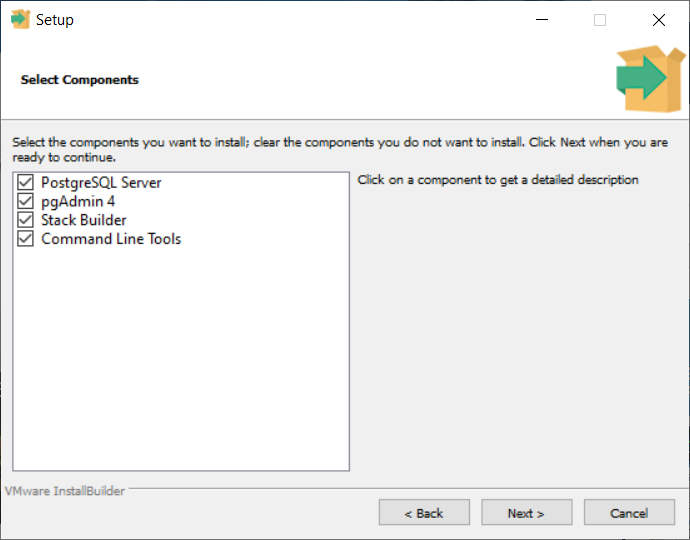 Setup
Select Components
Select the components you want to install; clear the components you do not want to install. Click Next when you are
ready to continue.
PostgreSQL Server
pgAdmin 4
Stack Builder
Command Line Tools
Click on a component to get a detailed description
VMware InstallBuilder
< Back
Next >
Cancel